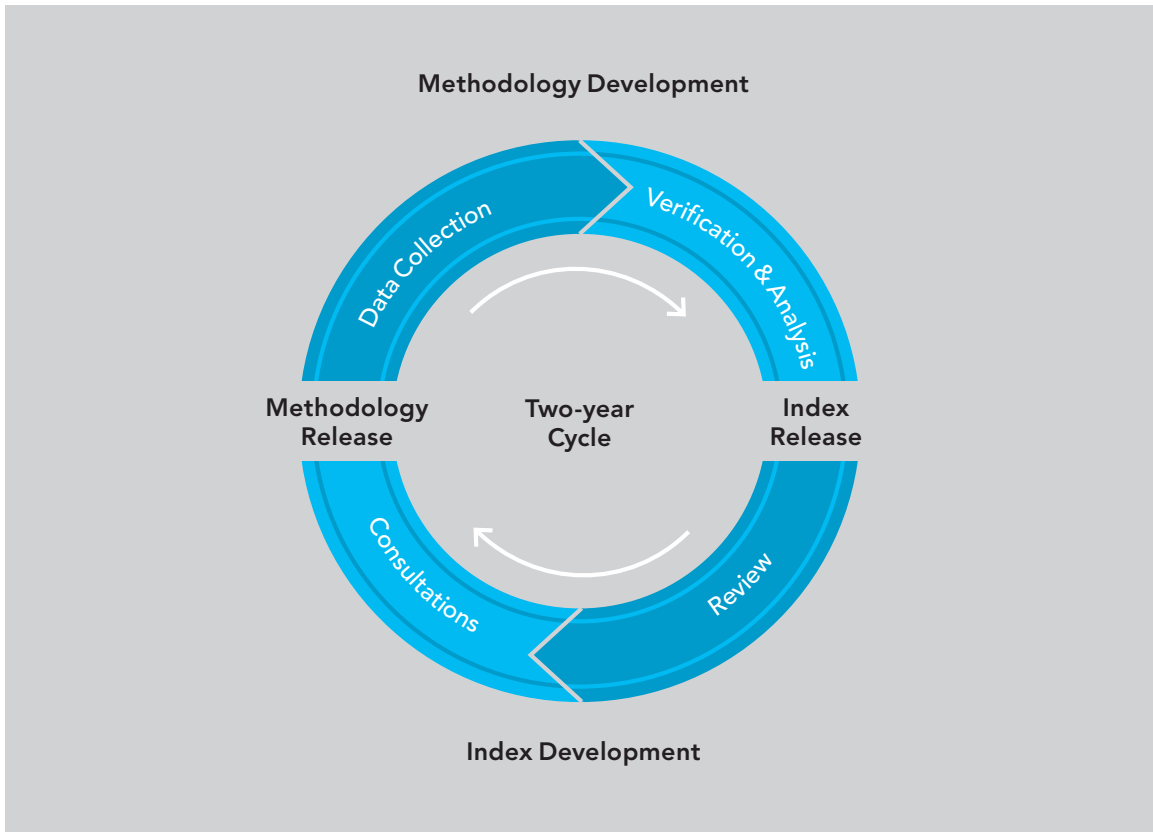 Methodology Development
Data Collection
Verification & Analysis
Methodology
Release
Two-year
Cycle
Index
Release
Consultations
Review
Index Development